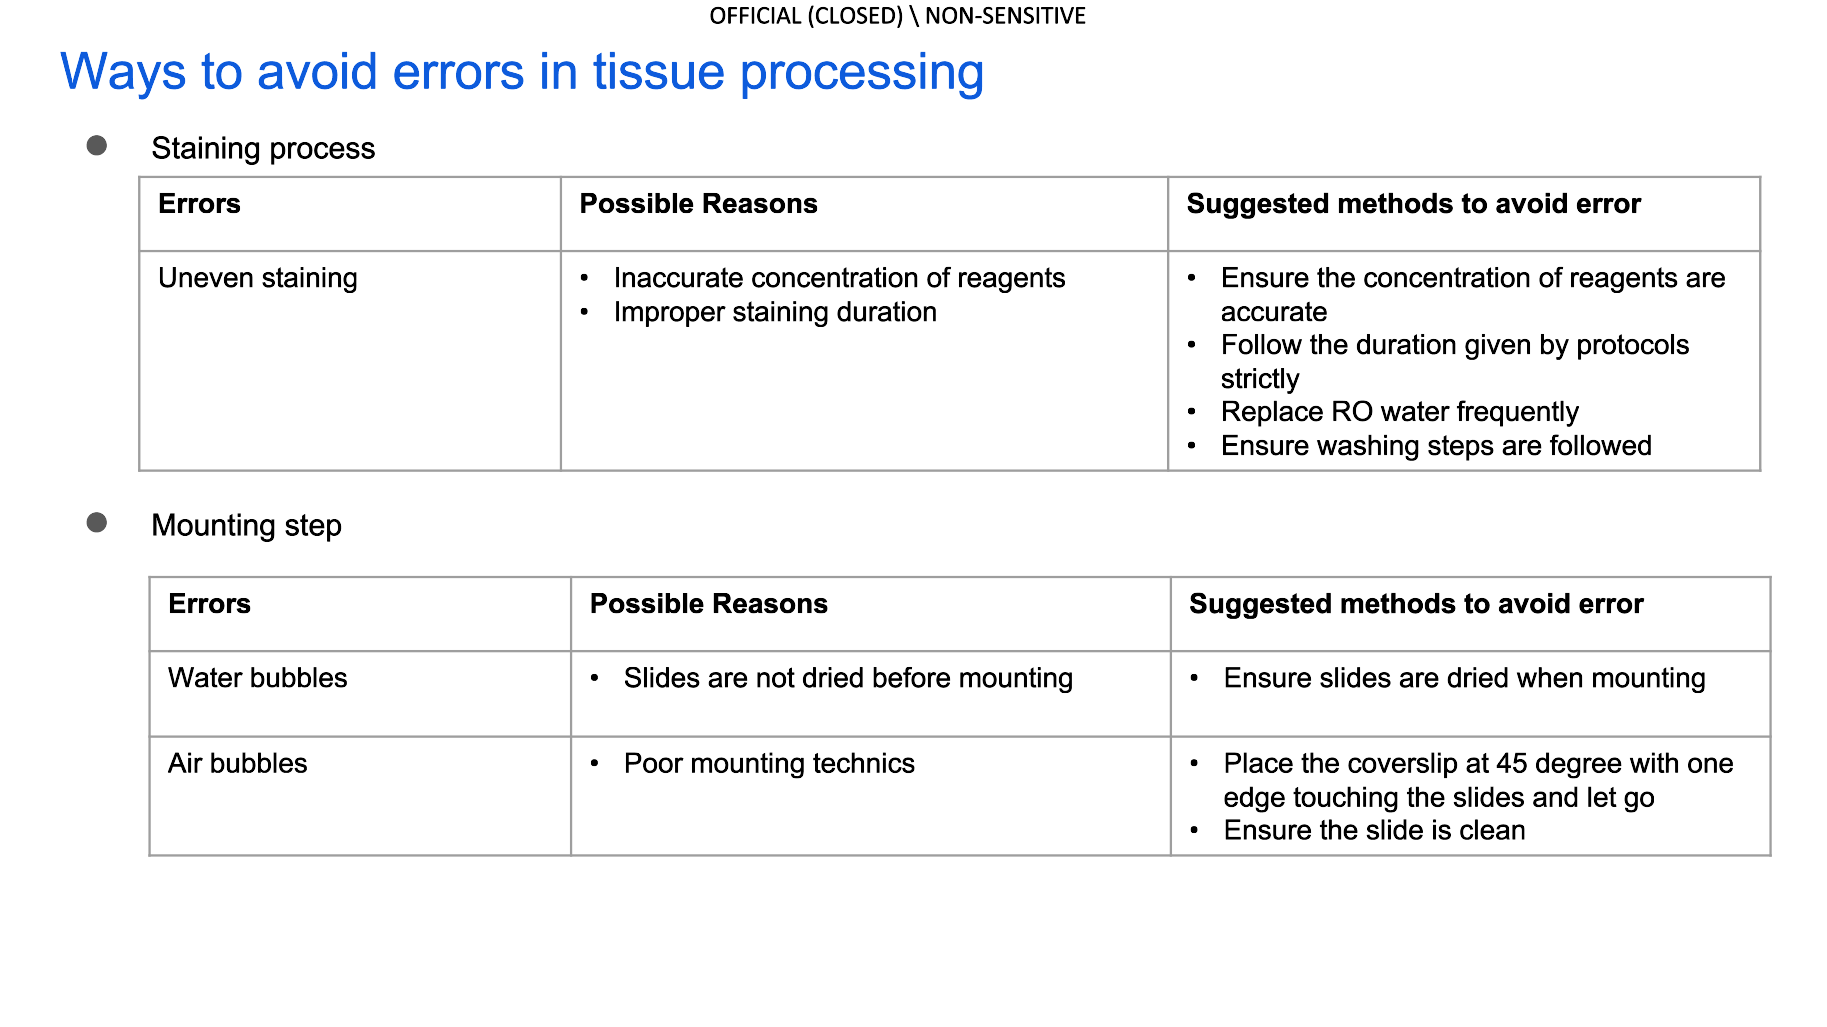 OFFICIAL (CLOSED) \ NON-SENSITIVE
Ways to avoid errors in tissue processing
● Staining process
Errors
Possible Reasons
Suggested methods to avoid error
Uneven staining
• Inaccurate concentration of reagents
• Improper staining duration
• Ensure the concentration of reagents are
accurate
• Follow the duration given by protocols
strictly
• Replace RO water frequently
• Ensure washing steps are followed
● Mounting step
Errors
Possible Reasons
Suggested methods to avoid error
Water bubbles
• Slides are not dried before mounting
• Ensure slides are dried when mounting
Air bubbles
• Poor mounting technics
• Place the coverslip at 45 degree with one
edge touching the slides and let go
• Ensure the slide is clean